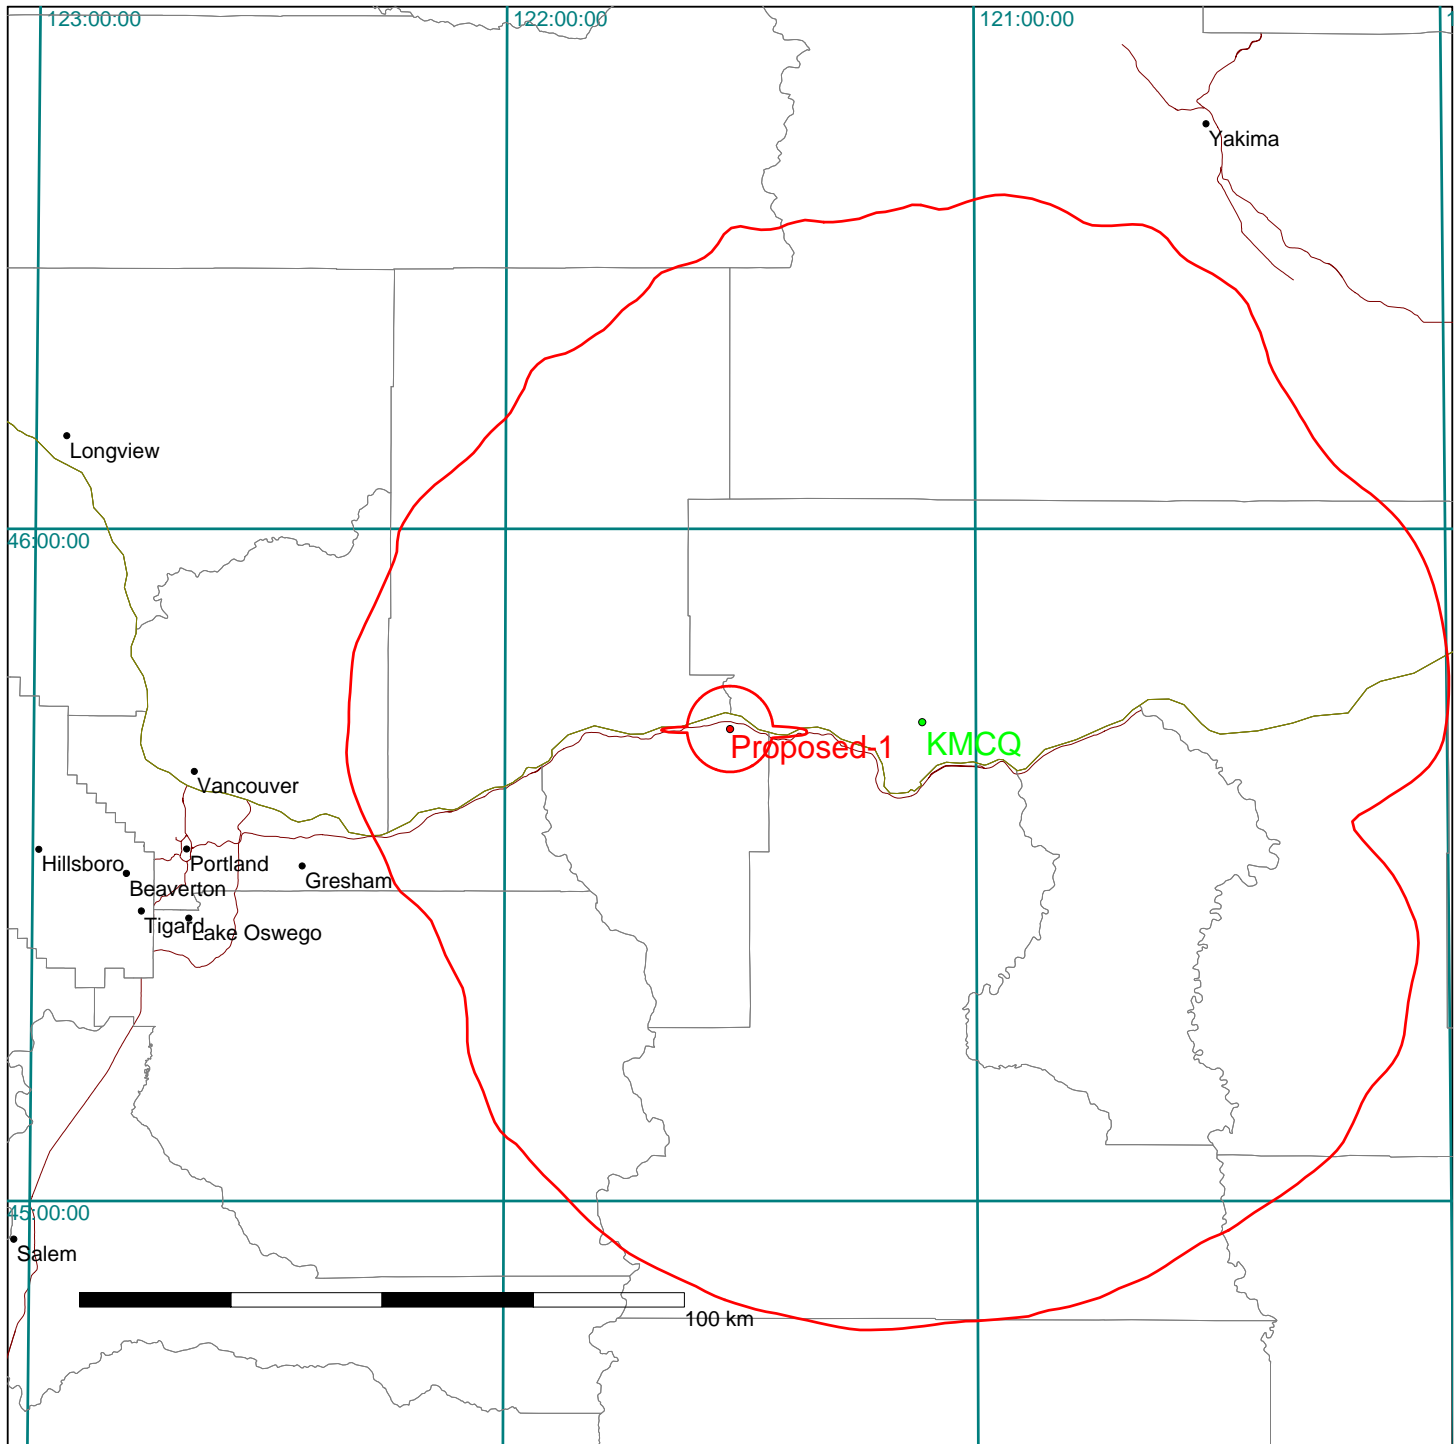 123:00:00
122:00:00
121:00:00
1
Yakima
Longview
46:00:00
Proposed-1
KMCQ
Vancouver
Hillsboro
Portland
Beaverton
Gresham
Tigard
Lake Oswego
45:00:00
Salem
100 km